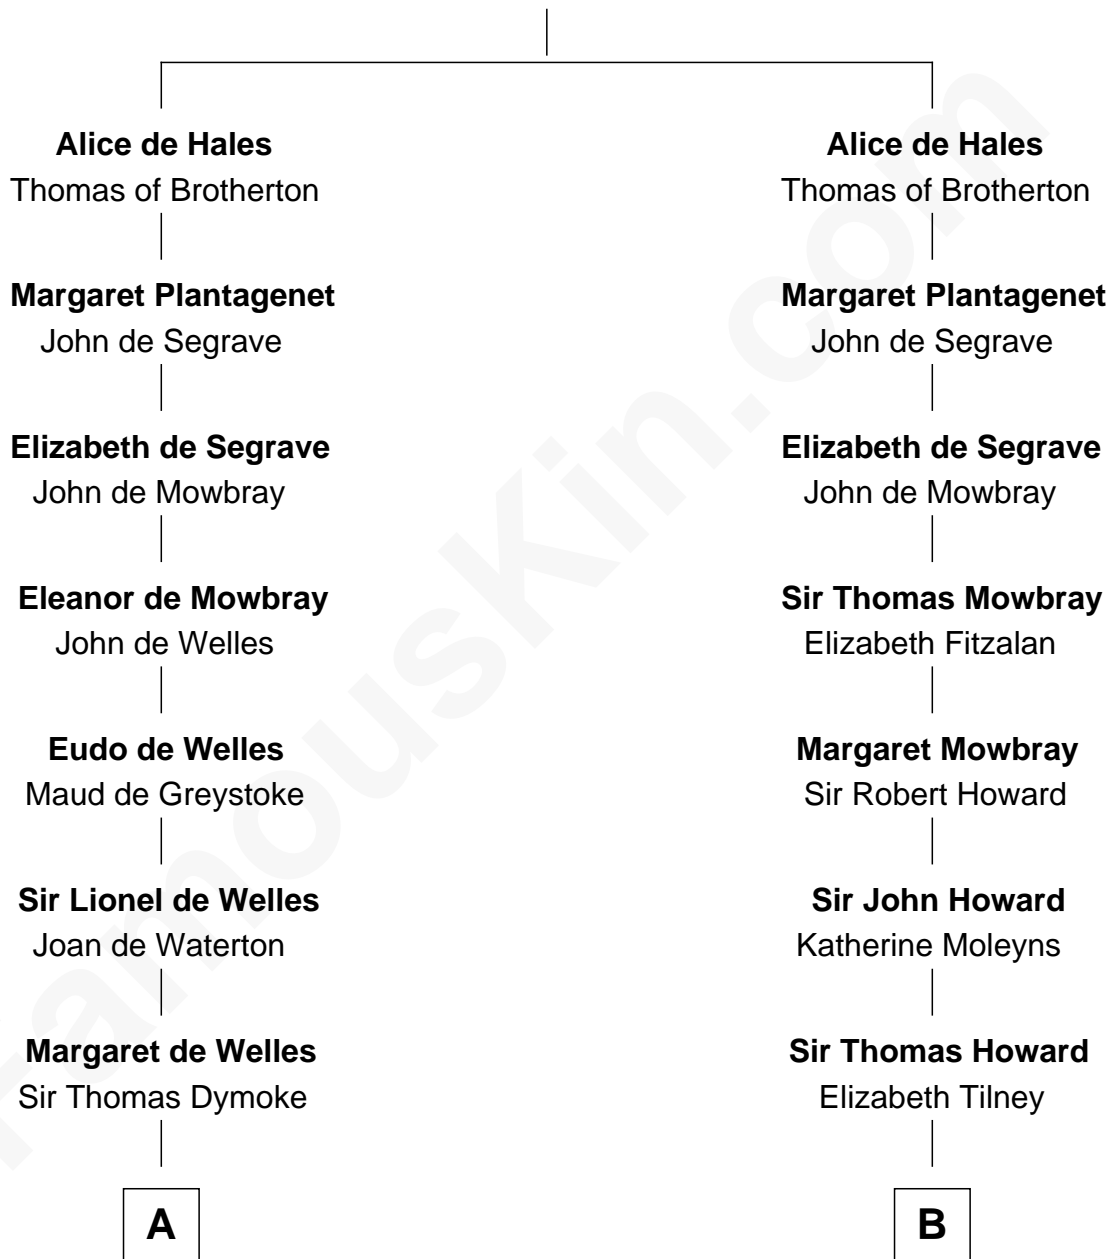 Alice de Hales
Thomas of Brotherton
Margaret Plantagenet
John de Segrave
Elizabeth de Segrave
John de Mowbray
Eleanor de Mowbray
John de Welles
Eudo de Welles
Maud de Greystoke
Sir Lionel de Welles
Joan de Waterton
Margaret de Welles
Sir Thomas Dymoke
A
Alice de Hales
Thomas of Brotherton
Margaret Plantagenet
John de Segrave
Elizabeth de Segrave
John de Mowbray
Sir Thomas Mowbray
Elizabeth Fitzalan
Margaret Mowbray
Sir Robert Howard
Sir John Howard
Katherine Moleyns
Sir Thomas Howard
Elizabeth Tilney
B
FamousKin.com